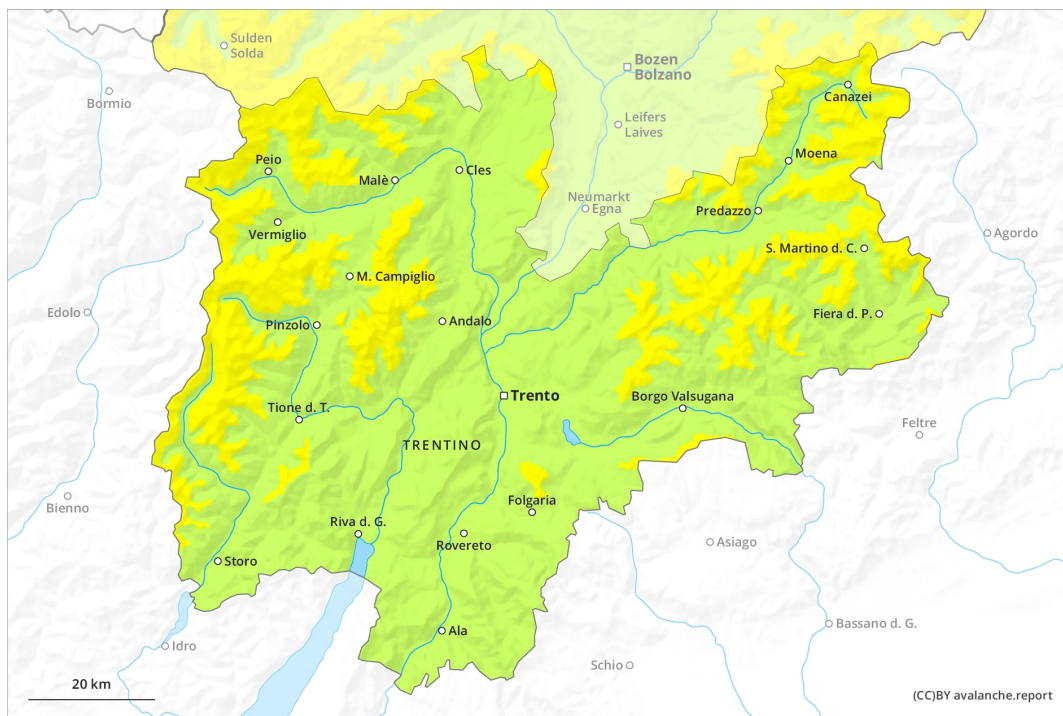 Sulden
Solda
Bozen
Bolzano
Bormio
Canazei
Leifers
Laives
Peio
Moena
Malè
Cles
Neumarkt
Egna
Predazzo
Vermiglio
Agordo
S. Martino d. C.
M. Campiglio
Edolo
Fiera d. P.
Pinzolo
Andalo
Trento
Borgo Valsugana
Tione d. T.
Feltre
TRENTINO
Bienno
Folgaria
Riva d. G.
Rovereto
Asiago
Storo
Bassano d. G.
Ala
Idro
Schio
20 km
(CC)BY avalanche.report